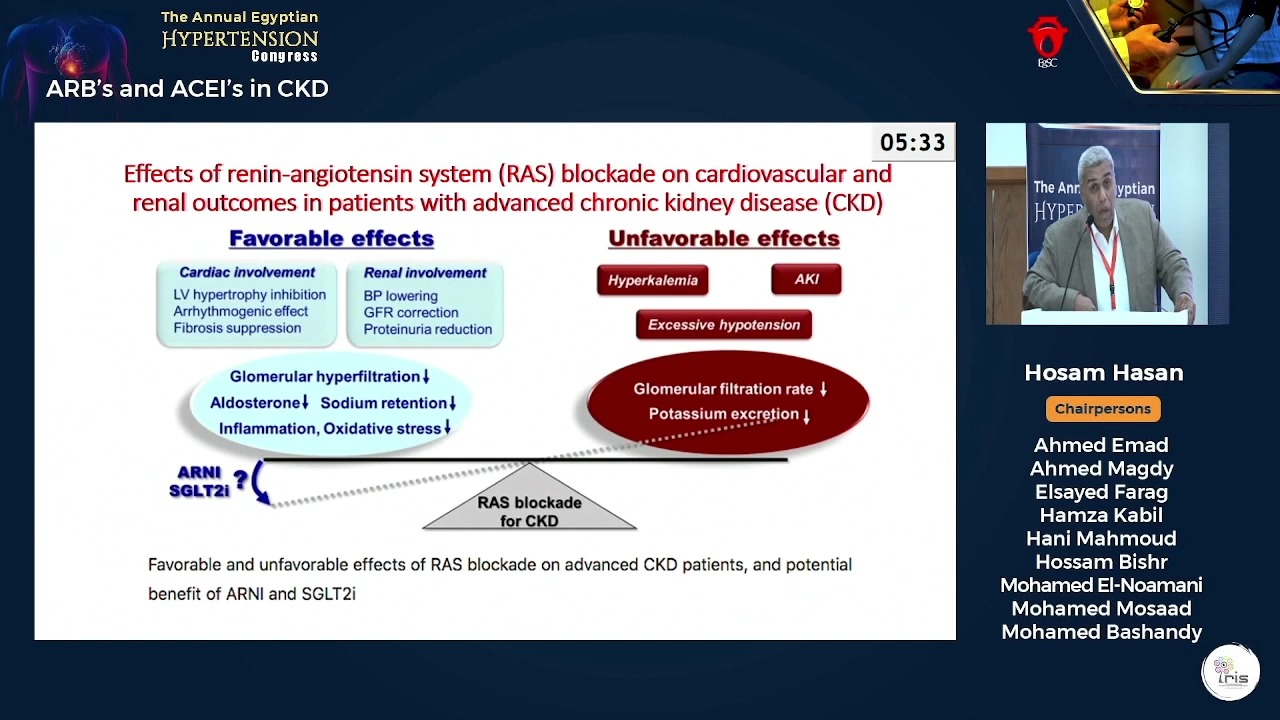 The Annual Egyptian
HYPERTENSION
Congress
ARB's and ACEI's in CKD
EgSC
05:33
Effects of renin-angiotensin system (RAS) blockade on cardiovascular and
renal outcomes in patients with advanced chronic kidney disease (CKD)
Favorable effects
Cardiac involvement
LV hypertrophy inhibition
Arrhythmogenic effect
Fibrosis suppression
Renal involvement
BP lowering
GFR correction
Proteinuria reduction
Glomerular hyperfiltration↓
Aldosterone↓ Sodium retention↓
Inflammation, Oxidative stress↓
Unfavorable effects
Hyperkalemia
AKI
Excessive hypotension
Glomerular filtration rate ↓
Potassium excretion ↓
ARNI
SGLT2i
?
RAS blockade
for CKD
Favorable and unfavorable effects of RAS blockade on advanced CKD patients, and potential
benefit of ARNI and SGLT2i
The Ann Egyptian
HYPER TENSION
Hosam Hasan
Chairpersons
Ahmed Emad
Ahmed Magdy
Elsayed Farag
Hamza Kabil
Hani Mahmoud
Hossam Bishr
Mohamed El-Noamani
Mohamed Mosaad
Mohamed Bashandy
iris